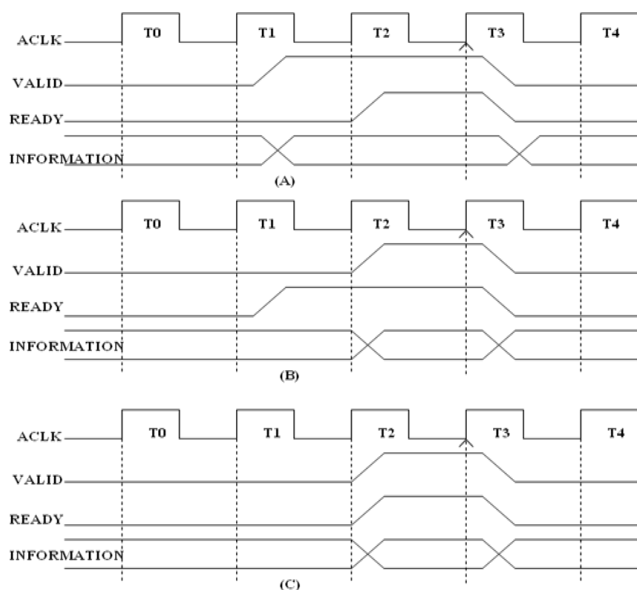 ACLK T0 T1 T2 T3 T4
VALID
READY
INFORMATION
(A)
ACLK T0 T1 T2 T3 T4
VALID
READY
INFORMATION
(B)
ACLK T0 T1 T2 T3 T4
VALID
READY
INFORMATION
(C)